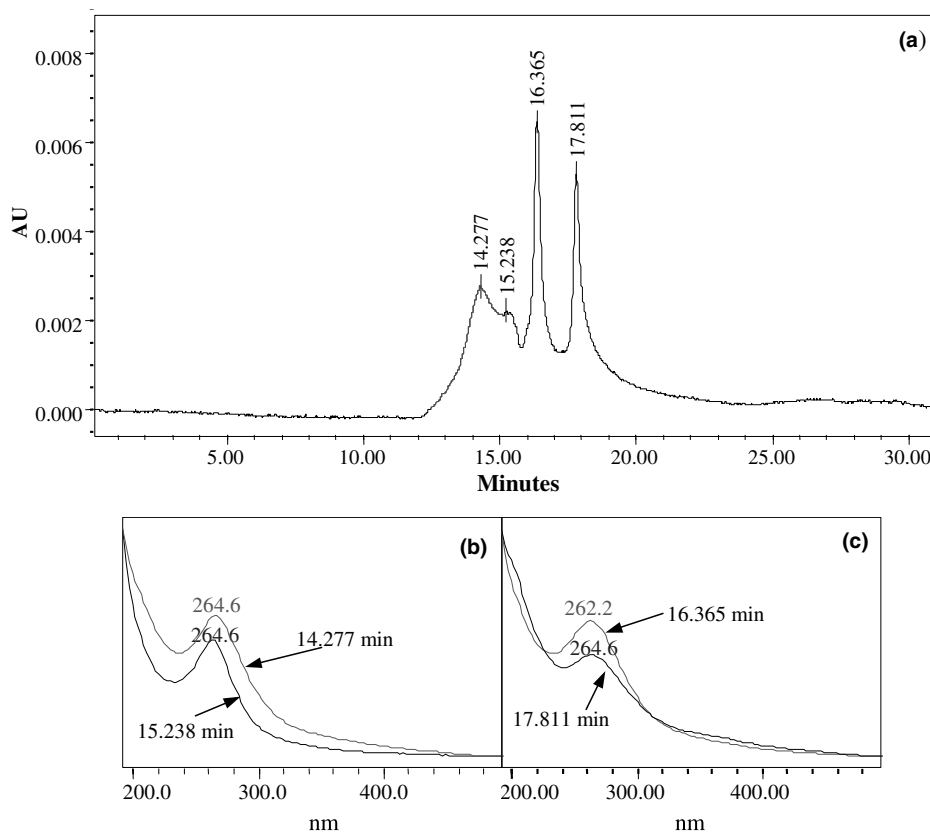 (a)
0.008
0.006
0.004
0.002
0.000
AU
14.277
15.238
16.365
17.811
5.00 10.00 15.00 20.00 25.00 30.00
Minutes
(b)
264.6
264.6
14.277 min
15.238 min
200.0 300.0 400.0
nm
(c)
262.2
264.6
16.365 min
17.811 min
200.00 300.00 400.00
nm